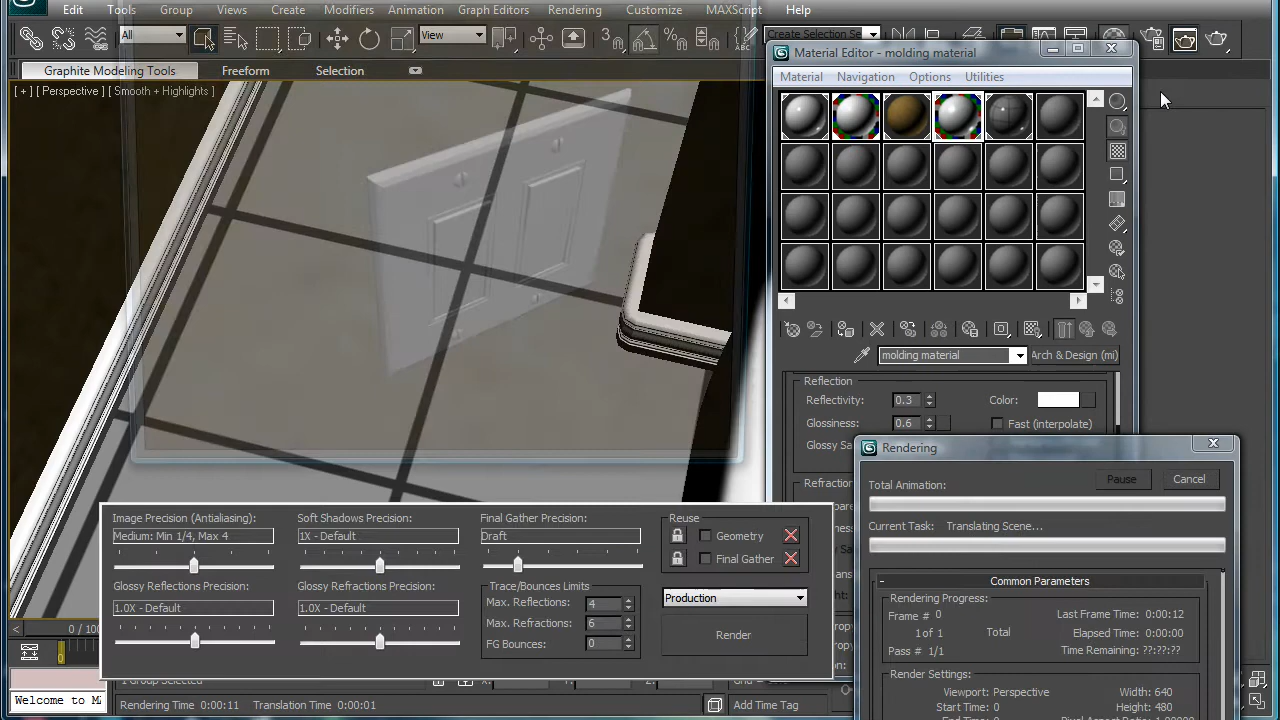 Edit Tools Group Views Create Modifiers Animation Graph Editors Rendering Customize MAXScript Help
All View Create Selection Se
Graphite Modeling Tools Freeform Selection
[ + ] [ Perspective ] [ Smooth + Highlights ]
Material Editor - molding material
Material Navigation Options Utilities
molding material Arch & Design (mi)
Reflection
Reflectivity: 0.3 Color:
Glossiness: 0.6 Fast (interpolate)
Glossy Sa
Refraction
Rendering
Total Animation: Pause Cancel
Current Task: Translating Scene...
Common Parameters
Rendering Progress:
Frame # 0 Last Frame Time: 0:00:12
1 of 1 Total Elapsed Time: 0:00:00
Pass # 1/1 Time Remaining: ??:??:??
Render Settings:
Viewport: Perspective Width: 640
Start Time: 0 Height: 480
Image Precision (Antialiasing): Soft Shadows Precision: Final Gather Precision: Reuse
Medium: Min 1/4, Max 4 1X - Default Draft Geometry
Final Gather
Glossy Reflections Precision: Glossy Refractions Precision: Trace/Bounces Limits
1.0X - Default 1.0X - Default Max. Reflections: 4 Production
Max. Refractions: 6
FG Bounces: 0 Render
0 / 100
0
Welcome to M
Rendering Time 0:00:11 Translation Time 0:00:01 Add Time Tag